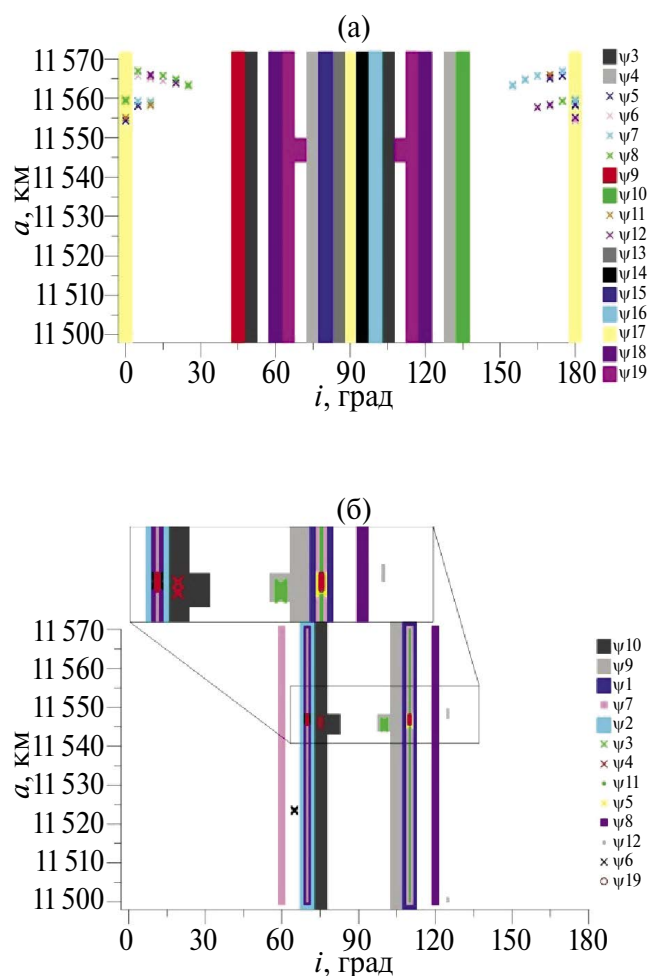 (а)
11 570
11 560
11 550
11 540
11 530
11 520
11 510
11 500
a, км
0 30 60 90 120 150 180
i, град
ψ3
ψ4
ψ5
ψ6
ψ7
ψ8
ψ9
ψ10
ψ11
ψ12
ψ13
ψ14
ψ15
ψ16
ψ17
ψ18
ψ19
(б)
11 570
11 560
11 550
11 540
11 530
11 520
11 510
11 500
a, км
0 30 60 90 120 150 180
i, град
ψ10
ψ9
ψ1
ψ7
ψ2
ψ3
ψ4
ψ11
ψ5
ψ8
ψ12
ψ6
ψ19